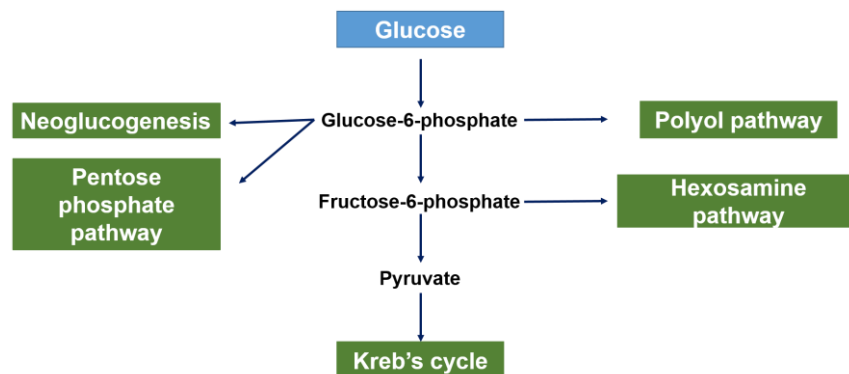 Glucose
Neoglucogenesis
Glucose-6-phosphate
Polyol pathway
Pentose
phosphate
pathway
Fructose-6-phosphate
Hexosamine
pathway
Pyruvate
Kreb's cycle